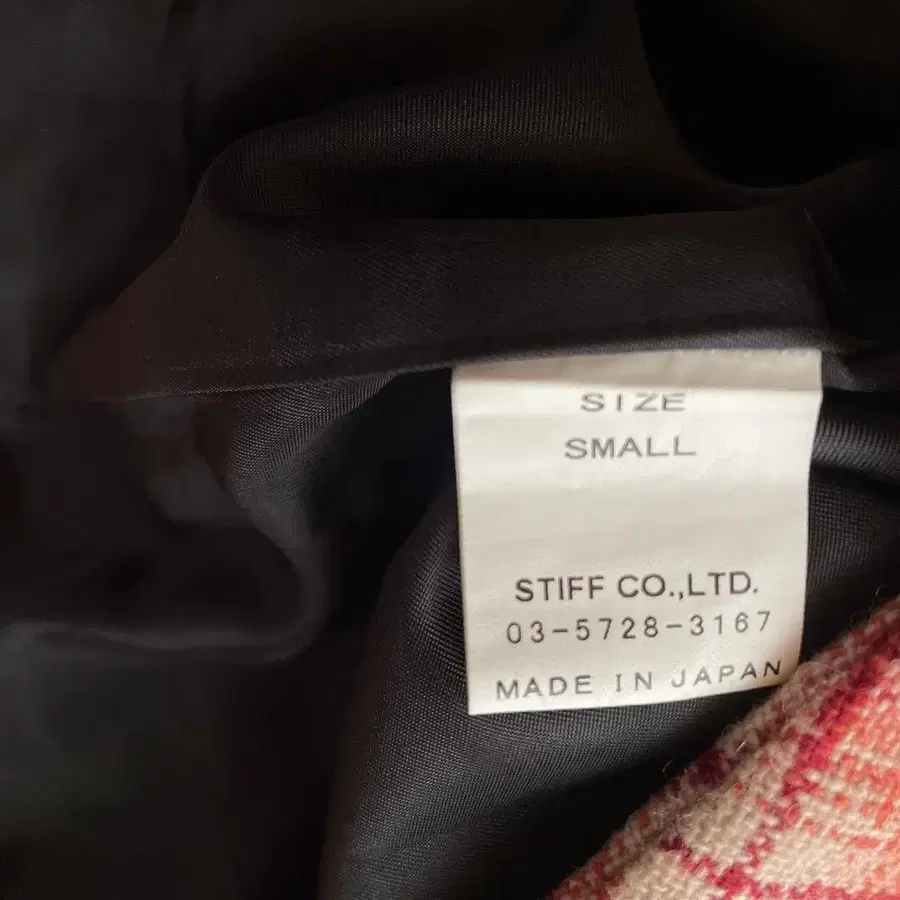 SIZE
SMALL
STIFF CO.,LTD.
03-5728-3167
MADE IN JAPAN